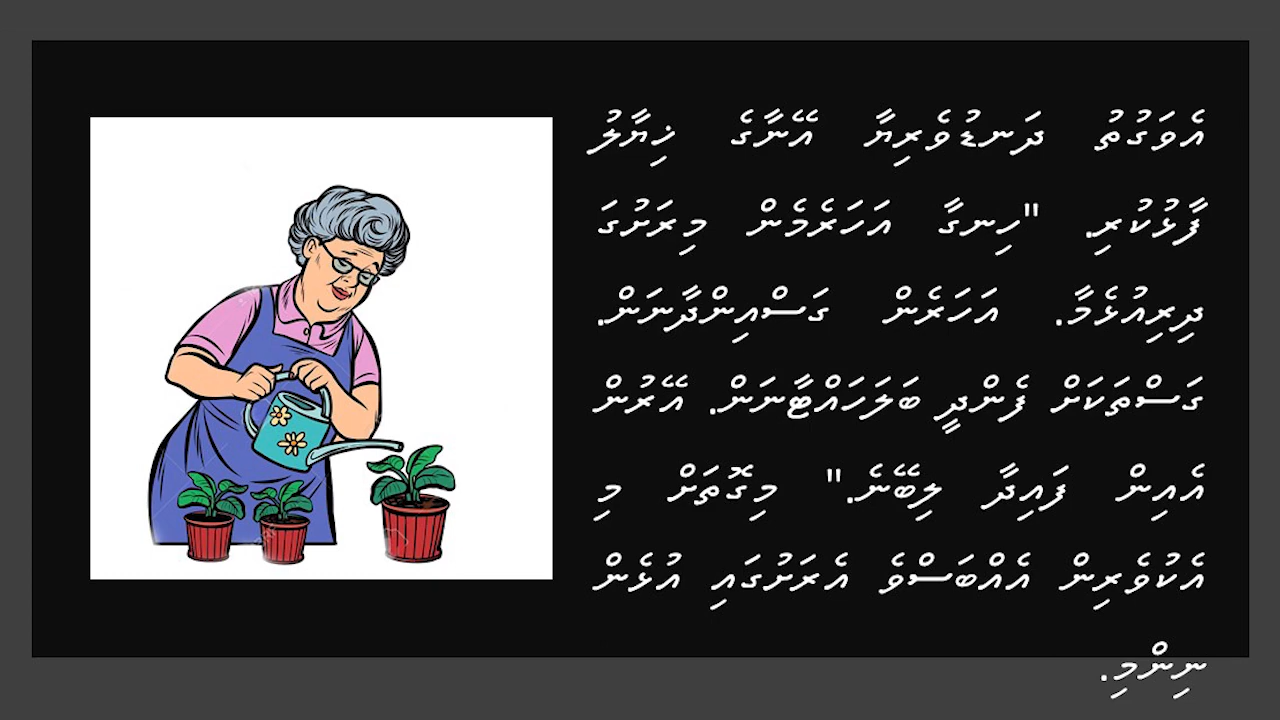 އެވަގުތު ދަނޑުވެރިޔާ އޭނާގެ ޚިޔާލު
ފާޅުކުރި. "ހިނގާ އަހަރެމެން މިރަށުގަ
ދިރިއުޅެމާ. އަހަރެން ގަސްއިންދާނަން.
ގަސްތަކަށް ފެންދީ ބަލަހައްޓާނަން. އޭރުން
އެއިން ފައިދާ ލިބޭނެ." މިގޮތަށް މި
އެކުވެރިން އެއްބަސްވެ އެރަށުގައި އުޅެން
ނިންމި.